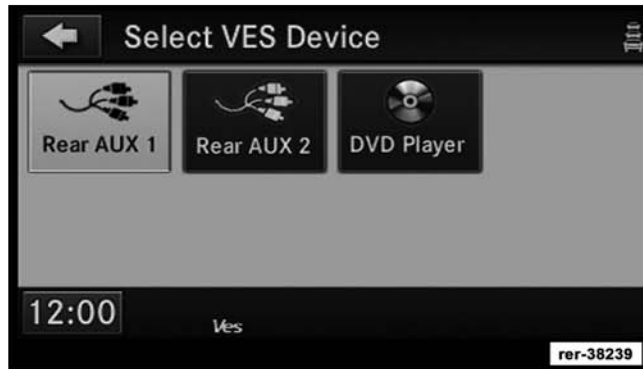 Select VES Device
Rear AUX 1 Rear AUX 2 DVD Player
12:00 Ves
rer-38239